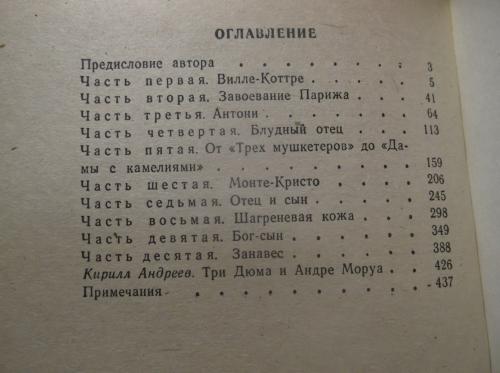 ОГЛАВЛЕНИЕ
Предисловие автора . . . . . . . . 3
Часть первая. Вилле-Коттре . . . . . 5
Часть вторая. Завоевание Парижа . . . 41
Часть третья. Антони . . . . . . . 64
Часть четвертая. Блудный отец . . . . 113
Часть пятая. От «Трех мушкетеров» до «Да-
мы с камелиями» . . . . . . . . 159
Часть шестая. Монте-Кристо . . . . . 206
Часть седьмая. Отец и сын . . . . . 245
Часть восьмая. Шагреневая кожа . . . 298
Часть девятая. Бог-сын . . . . . . 349
Часть десятая. Занавес . . . . . . 388
Кирилл Андреев. Три Дюма и Андре Моруа . . 426
Примечания . . . . . . . . . . 437